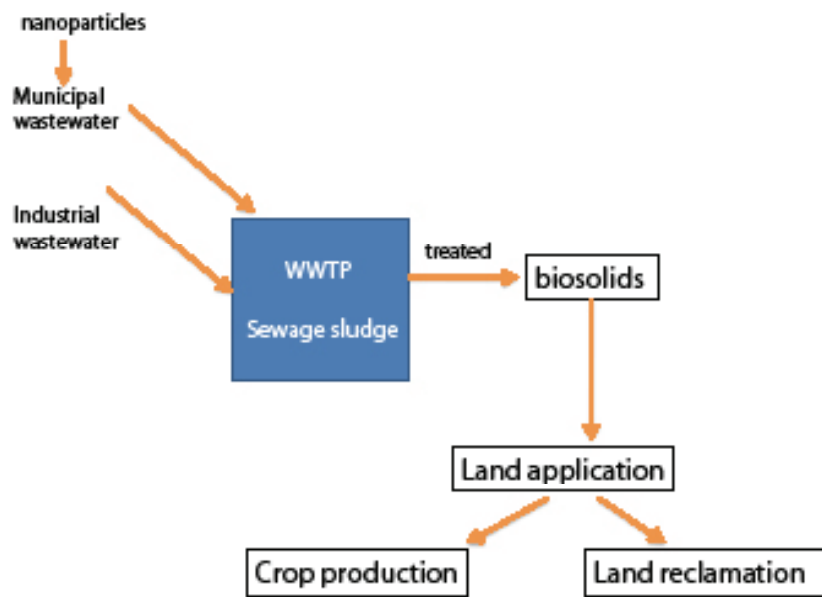 nanoparticles
Municipal
wastewater
Industrial
wastewater
WWTP
Sewage sludge
treated
biosolids
Land application
Crop production
Land reclamation